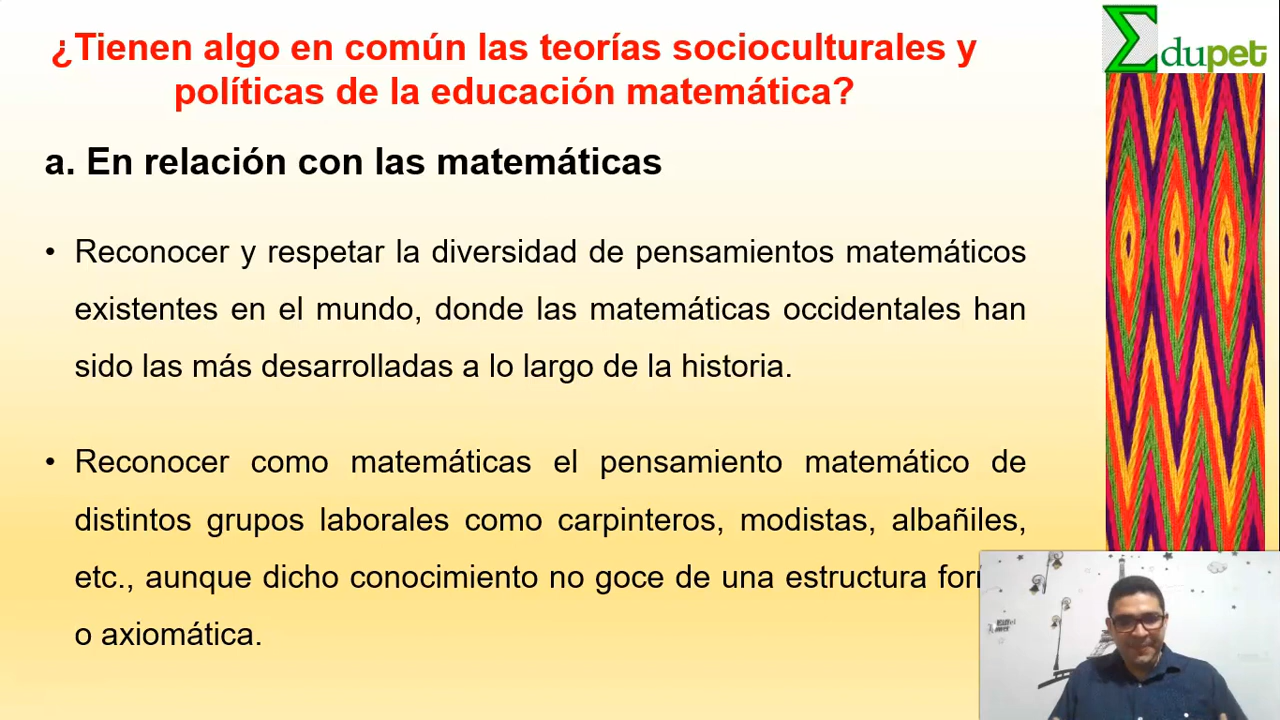 ¿Tienen algo en común las teorías socioculturales y
políticas de la educación matemática?
Σdupet
a. En relación con las matemáticas
• Reconocer y respetar la diversidad de pensamientos matemáticos
existentes en el mundo, donde las matemáticas occidentales han
sido las más desarrolladas a lo largo de la historia.
• Reconocer como matemáticas el pensamiento matemático de
distintos grupos laborales como carpinteros, modistas, albañiles,
etc., aunque dicho conocimiento no goce de una estructura
o axiomática.